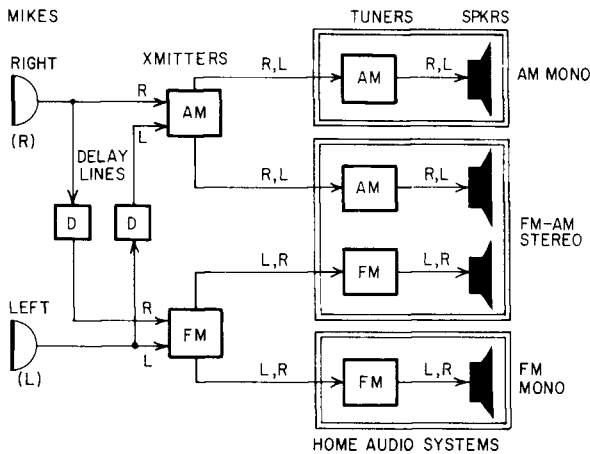 MIKES
TUNERS SPKRS
RIGHT
XMITTERS
(R)
R
L
AM
R,L
AM
R,L
AM MONO
DELAY
LINES
D
D
R,L
AM
R,L
FM-AM
STEREO
L,R
FM
L,R
LEFT
(L)
R
L
FM
L,R
FM
L,R
FM
MONO
HOME AUDIO SYSTEMS